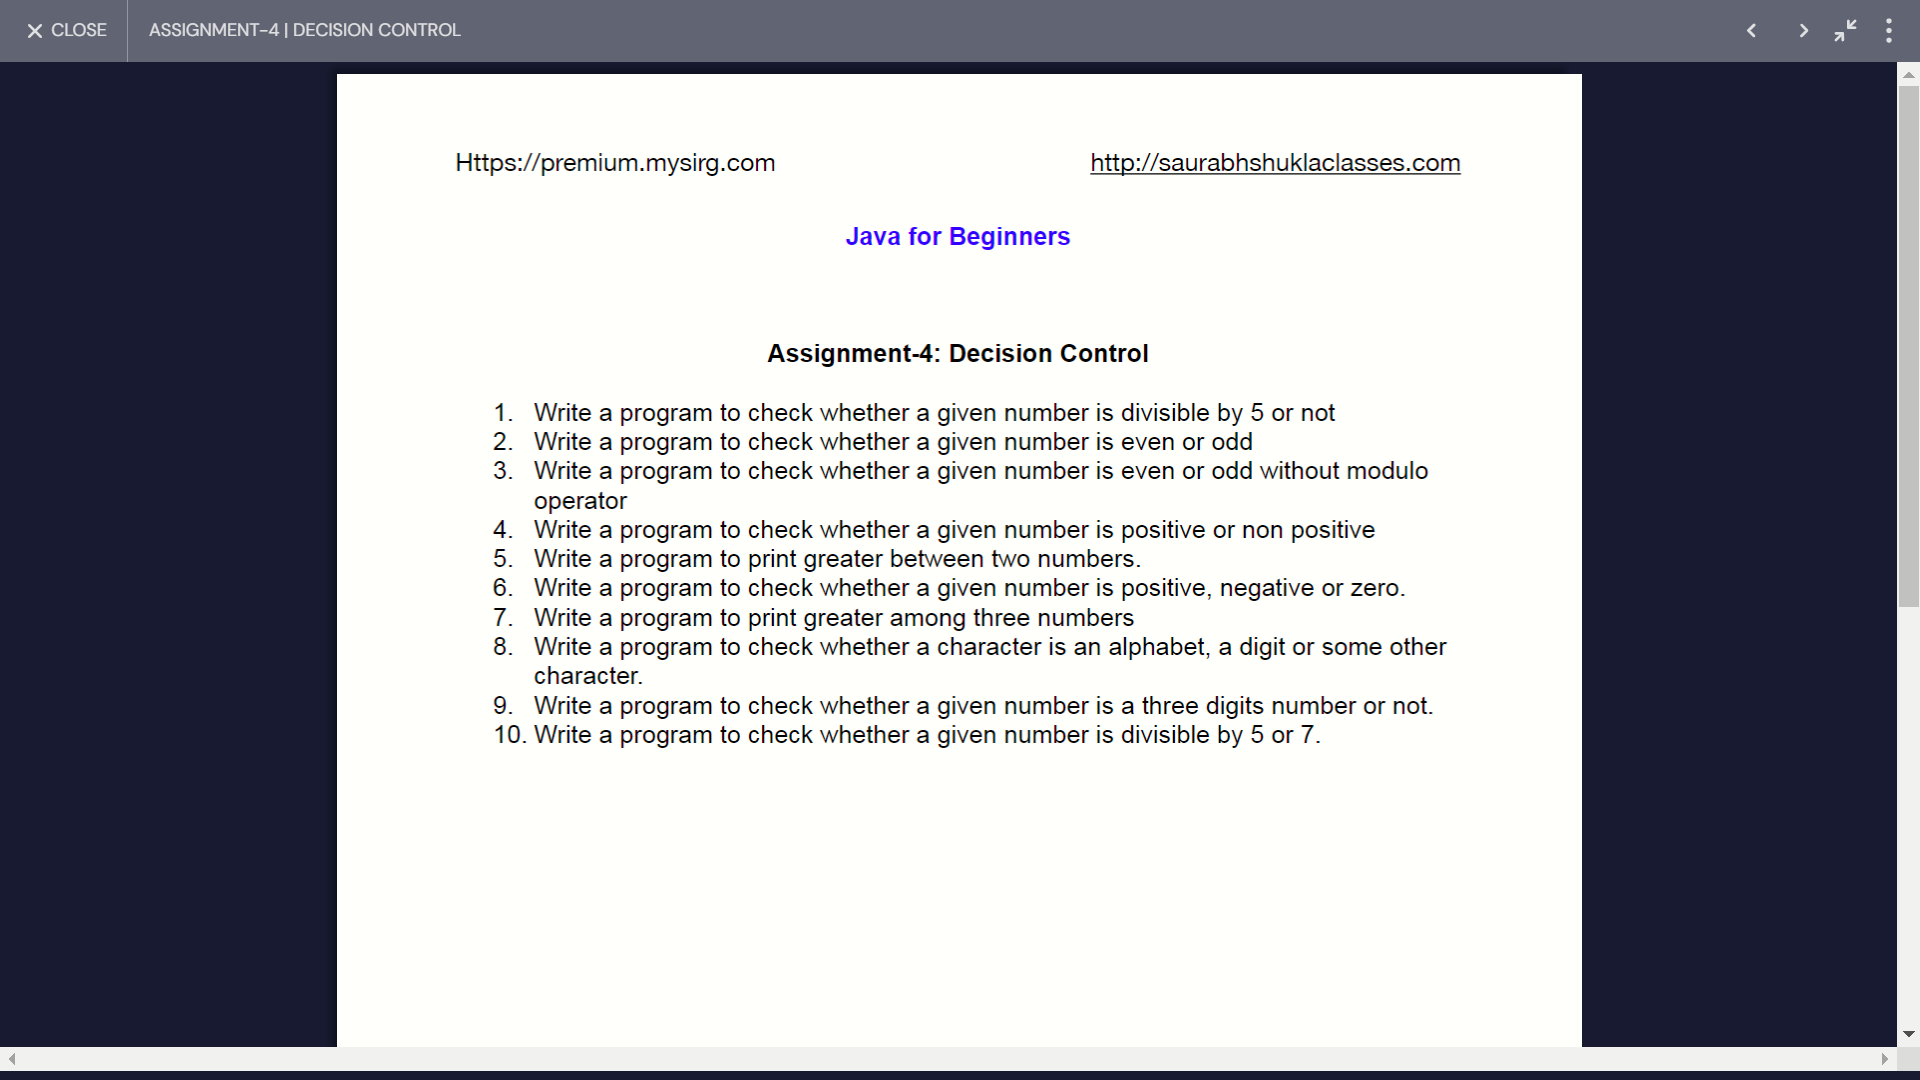 CLOSE
ASSIGNMENT-4 | DECISION CONTROL
Https://premium.mysirg.com
http://saurabhshuklaclasses.com
Java for Beginners
Assignment-4: Decision Control
1. Write a program to check whether a given number is divisible by 5 or not
2. Write a program to check whether a given number is even or odd
3. Write a program to check whether a given number is even or odd without modulo
operator
4. Write a program to check whether a given number is positive or non positive
5. Write a program to print greater between two numbers.
6. Write a program to check whether a given number is positive, negative or zero.
7. Write a program to print greater among three numbers
8. Write a program to check whether a character is an alphabet, a digit or some other
character.
9. Write a program to check whether a given number is a three digits number or not.
10. Write a program to check whether a given number is divisible by 5 or 7.